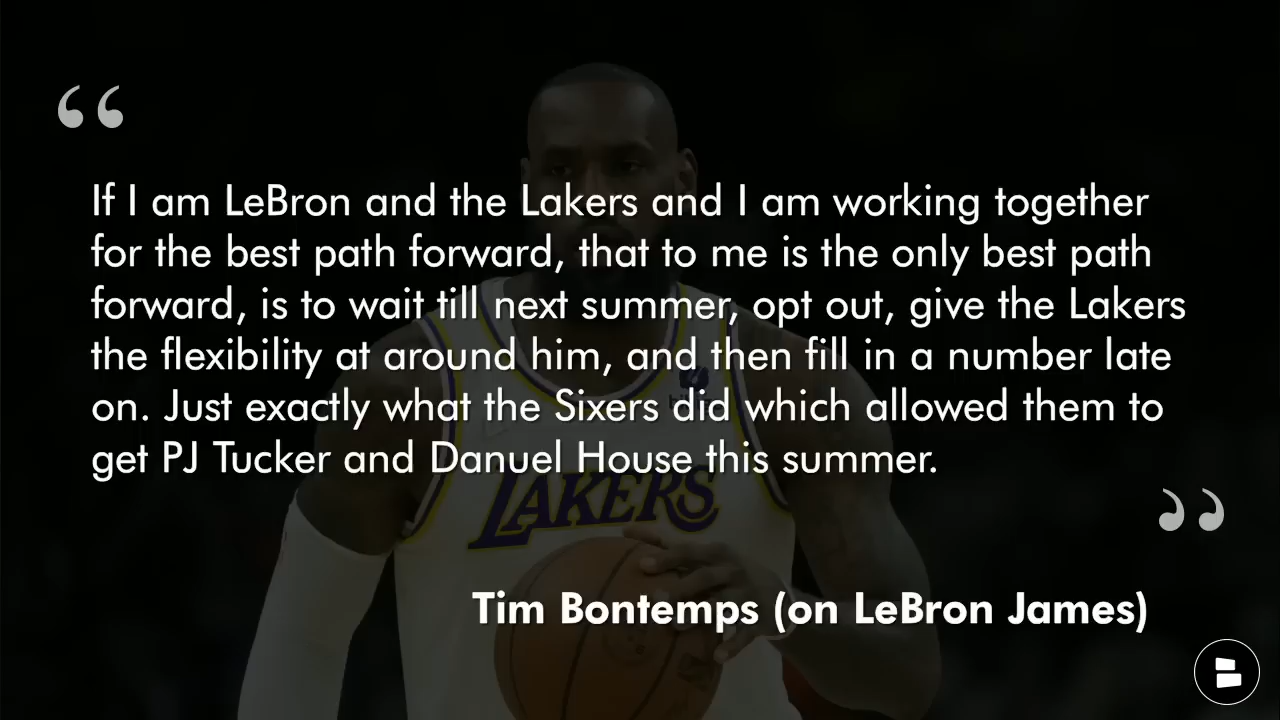 “
If I am LeBron and the Lakers and I am working together
for the best path forward, that to me is the only best path
forward, is to wait till next summer, opt out, give the Lakers
the flexibility at around him, and then fill in a number late
on. Just exactly what the Sixers did which allowed them to
get PJ Tucker and Danuel House this summer.
”
LAKERS
Tim Bontemps (on LeBron James)